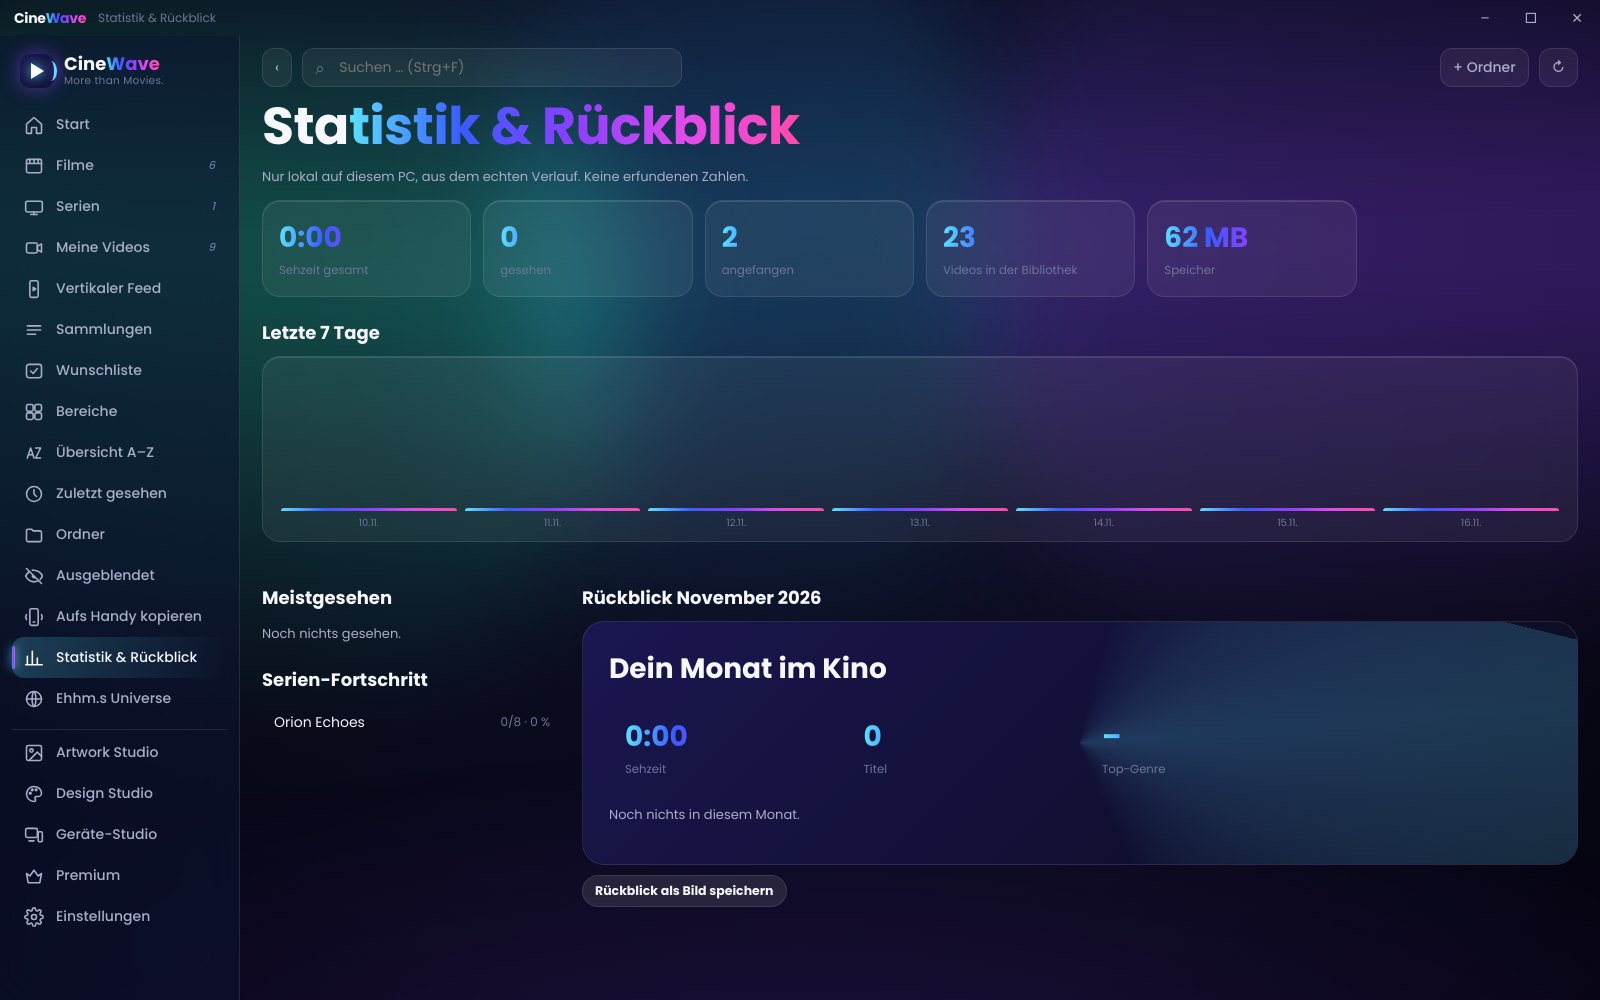 CineWave Statistik & Rückblick
CineWave
More than Movies.
Start
Filme 6
Serien 1
Meine Videos 9
Vertikaler Feed
Sammlungen
Wunschliste
Bereiche
AZ Übersicht A–Z
Zuletzt gesehen
Ordner
Ausgeblendet
Aufs Handy kopieren
Statistik & Rückblick
Ehhm.s Universe
Artwork Studio
Design Studio
Geräte-Studio
Premium
Einstellungen
Suchen … (Strg+F)
+ Ordner
Statistik & Rückblick
Nur lokal auf diesem PC, aus dem echten Verlauf. Keine erfundenen Zahlen.
0:00
Sehzeit gesamt
0
gesehen
2
angefangen
23
Videos in der Bibliothek
62 MB
Speicher
Letzte 7 Tage
10.11. 11.11. 12.11. 13.11. 14.11. 15.11. 16.11.
Meistgesehen
Noch nichts gesehen.
Serien-Fortschritt
Orion Echoes 0/8 · 0 %
Rückblick November 2026
Dein Monat im Kino
0:00
Sehzeit
0
Titel
–
Top-Genre
Noch nichts in diesem Monat.
Rückblick als Bild speichern